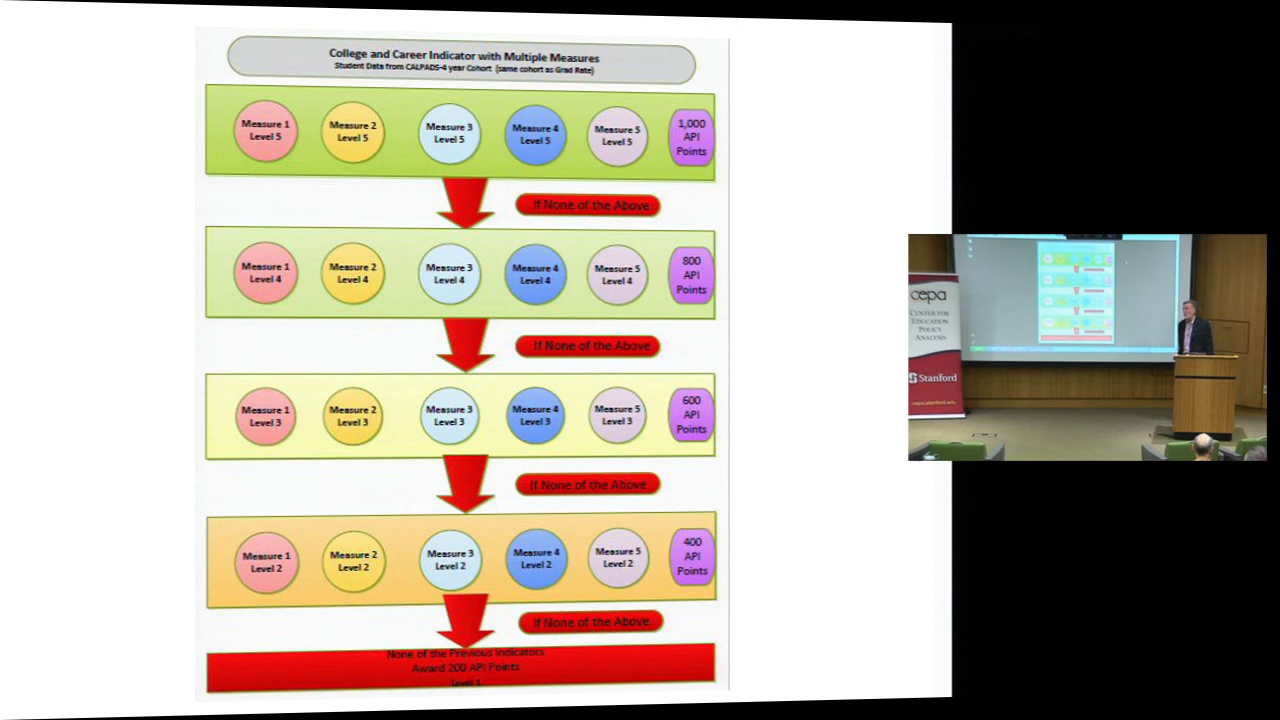 College and Career Indicator with Multiple Measures
Student Data from CALPADS-4 year Cohort (same cohort as Grad Rate)
Measure 1
Level 5
Measure 2
Level 5
Measure 3
Level 5
Measure 4
Level 5
Measure 5
Level 5
1,000
API
Points
If None of the Above
Measure 1
Level 4
Measure 2
Level 4
Measure 3
Level 4
Measure 4
Level 4
Measure 5
Level 4
800
API
Points
If None of the Above
Measure 1
Level 3
Measure 2
Level 3
Measure 3
Level 3
Measure 4
Level 3
Measure 5
Level 3
600
API
Points
If None of the Above
Measure 1
Level 2
Measure 2
Level 2
Measure 3
Level 2
Measure 4
Level 2
Measure 5
Level 2
400
API
Points
If None of the Above
None of the Previous Indicators
Award 200 API Points
Level 1
cepa
CENTER FOR
EDUCATION
POLICY
ANALYSIS
Stanford
cepa.stanford.edu